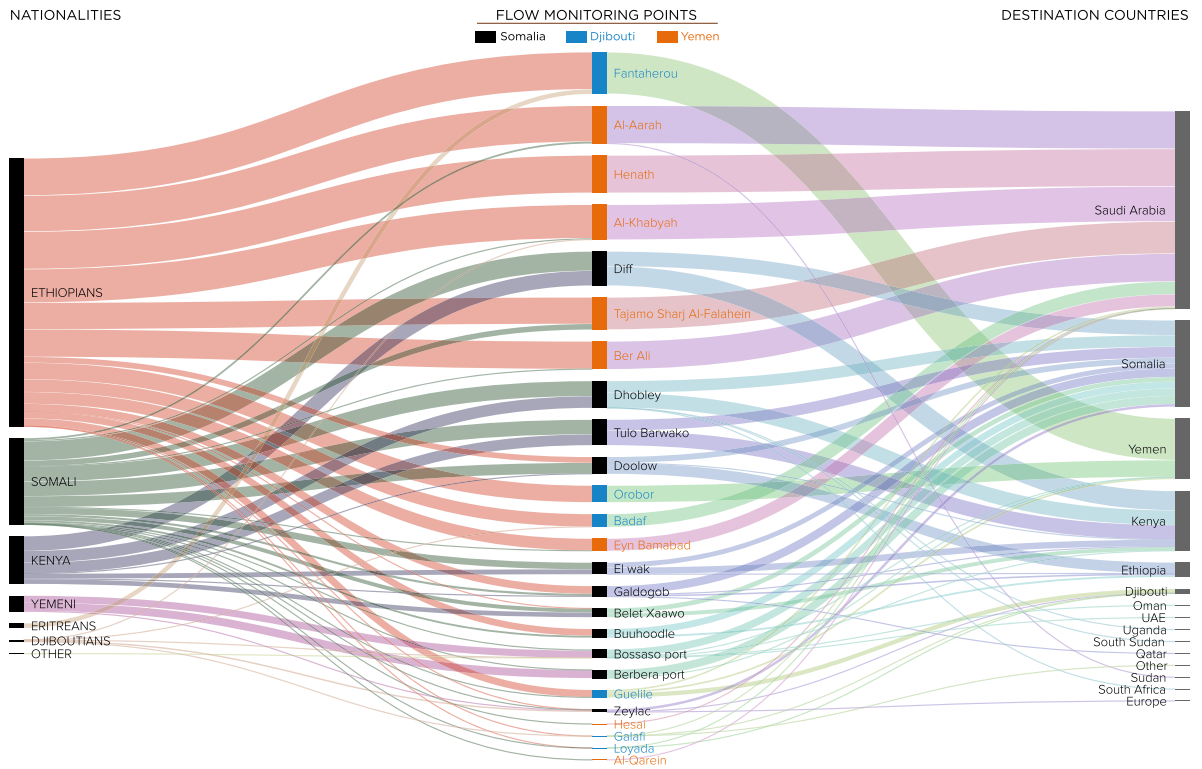 NATIONALITIES
FLOW MONITORING POINTS
DESTINATION COUNTRIES
Somalia
Djibouti
Yemen
ETHIOPIANS
SOMALI
KENYA
YEMENI
ERITREANS
DJIBOUTIANS
OTHER
Fantaherou
Al-Aarah
Henath
Al-Khabyah
Diff
Tajamo Sharj Al-Falahein
Ber Ali
Dhobley
Tulo Barwako
Doolow
Orobor
Badaf
Eyn Bamabad
El wak
Galdogob
Belet Xaawo
Buuhoodle
Bossaso port
Berbera port
Guelile
Zeylac
Hesai
Galafi
Loyada
Al-Qarein
Saudi Arabia
Somalia
Yemen
Kenya
Ethiopia
Djibouti
Oman
UAE
Uganda
South Sudan
Qatar
Other
Sudan
South Africa
Europe